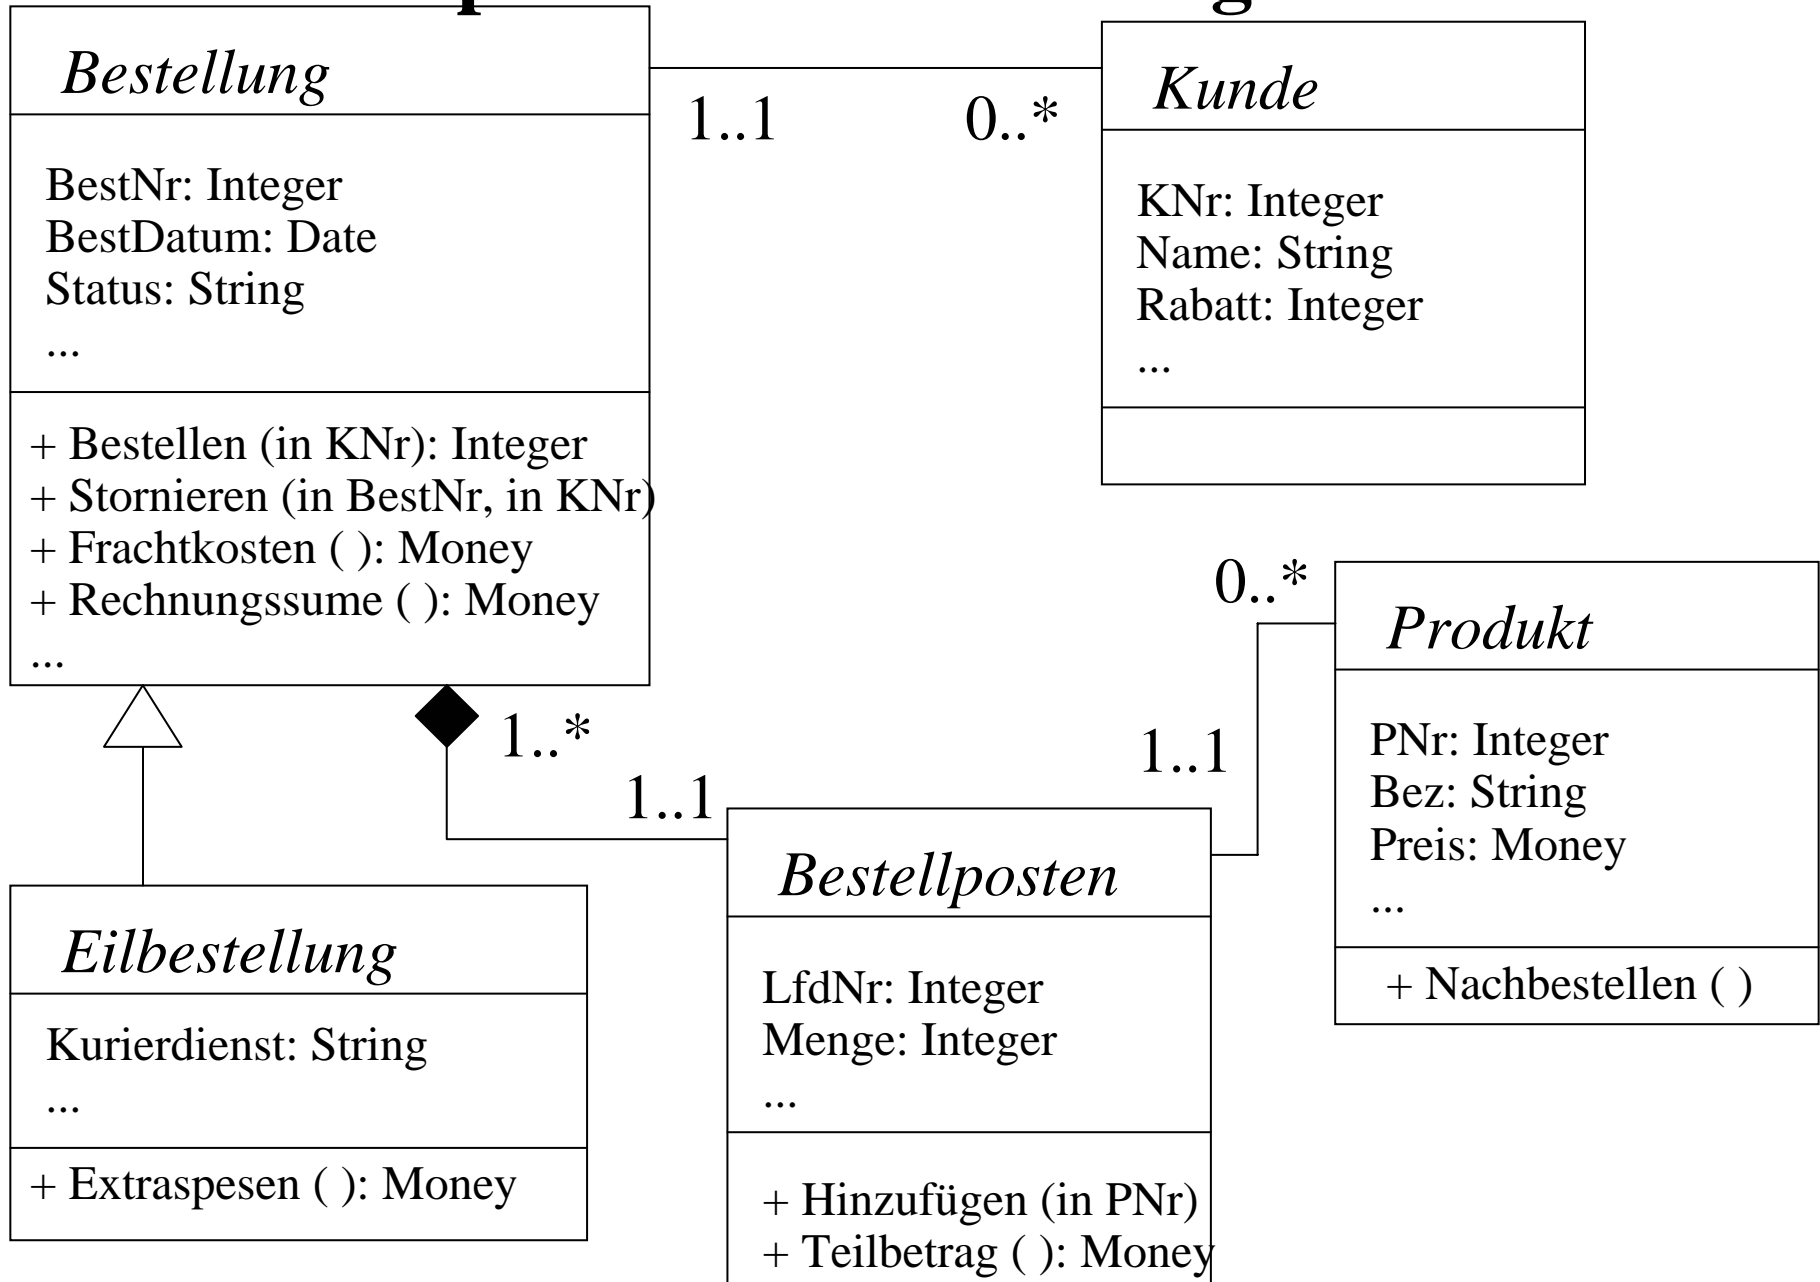 Bestellung
BestNr: Integer
BestDatum: Date
Status: String
...
+ Bestellen (in KNr): Integer
+ Stornieren (in BestNr, in KNr)
+ Frachtkosten ( ): Money
+ Rechnungssume ( ): Money
...
1..1
0..*
Kunde
KNr: Integer
Name: String
Rabatt: Integer
...
0..*
Produkt
PNr: Integer
Bez: String
Preis: Money
...
+ Nachbestellen ( )
1..*
1..1
1..1
Eilbestellung
Kurierdienst: String
...
+ Extraspesen ( ): Money
Bestellposten
LfdNr: Integer
Menge: Integer
...
+ Hinzufügen (in PNr)
+ Teilbetrag ( ): Money